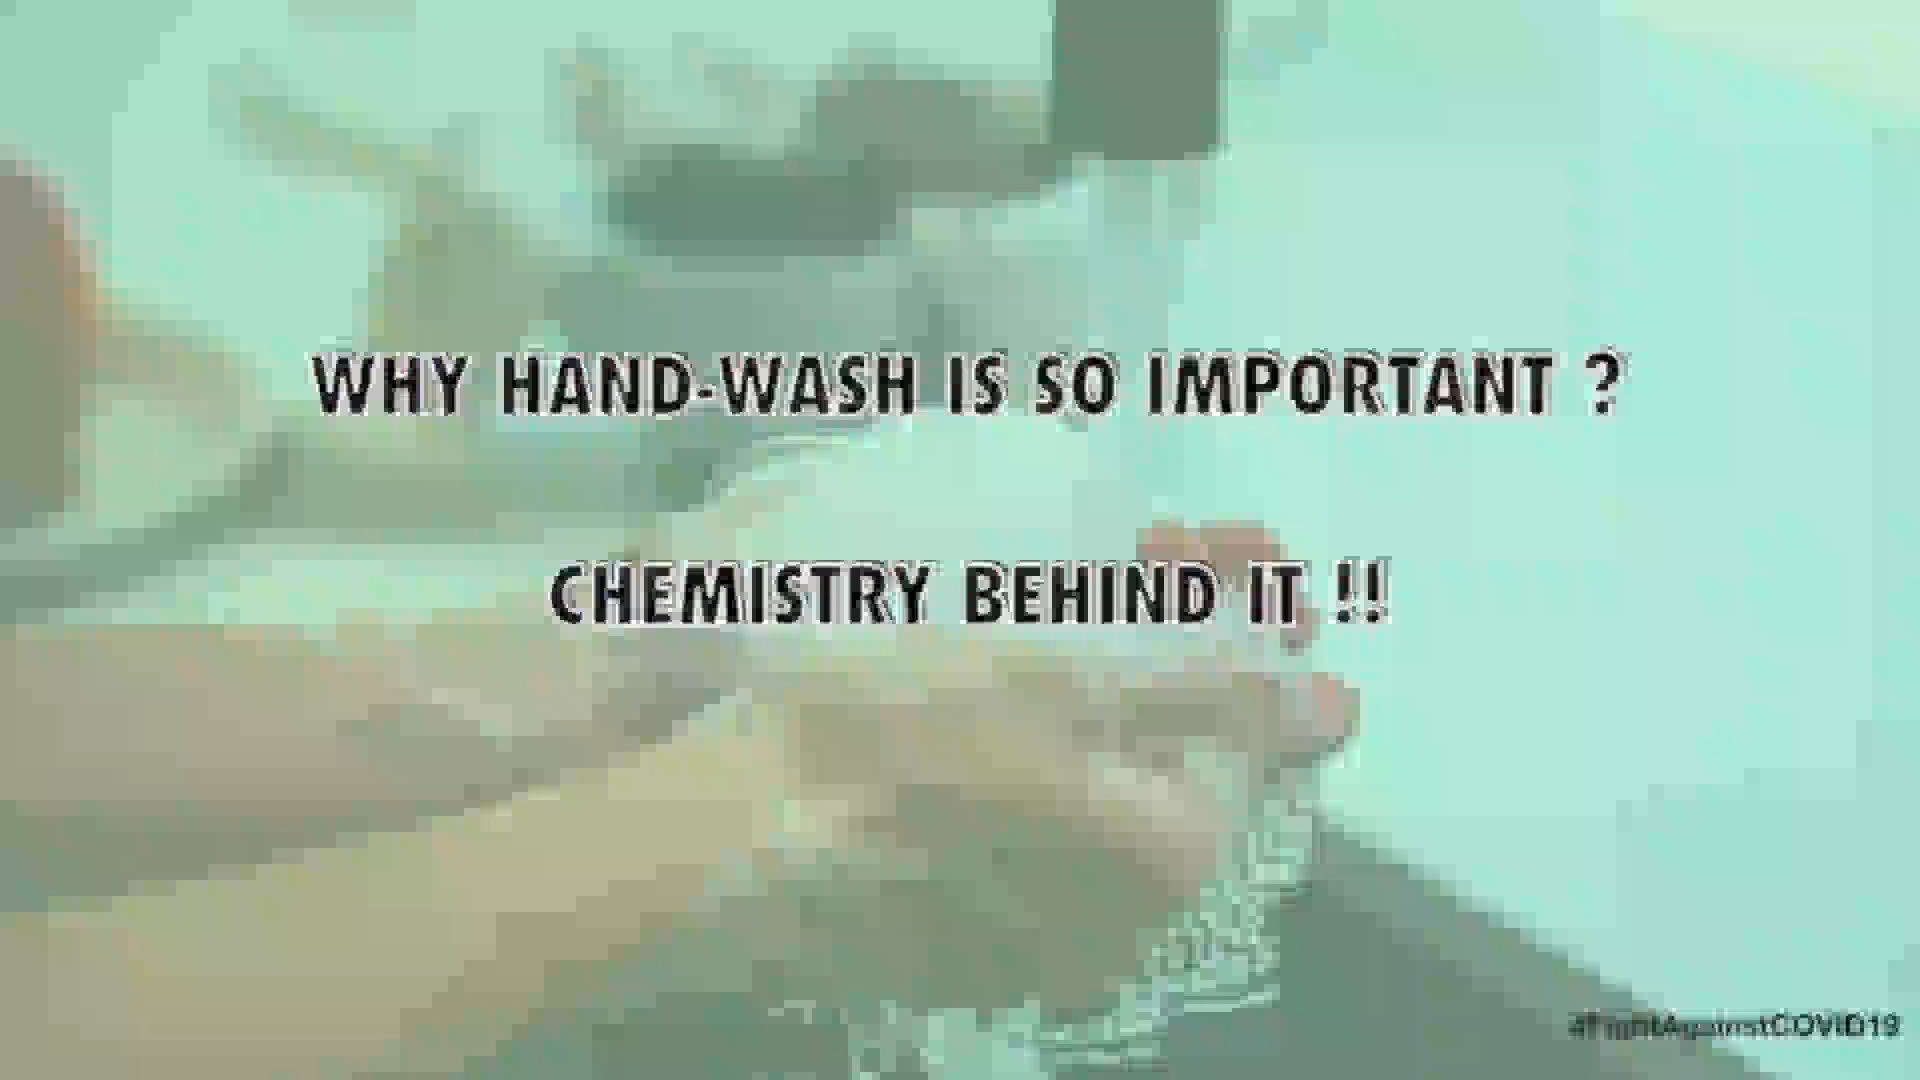 WHY HAND-WASH IS SO IMPORTANT ?
CHEMISTRY BEHIND IT !!
#FightAgainstCOVID19